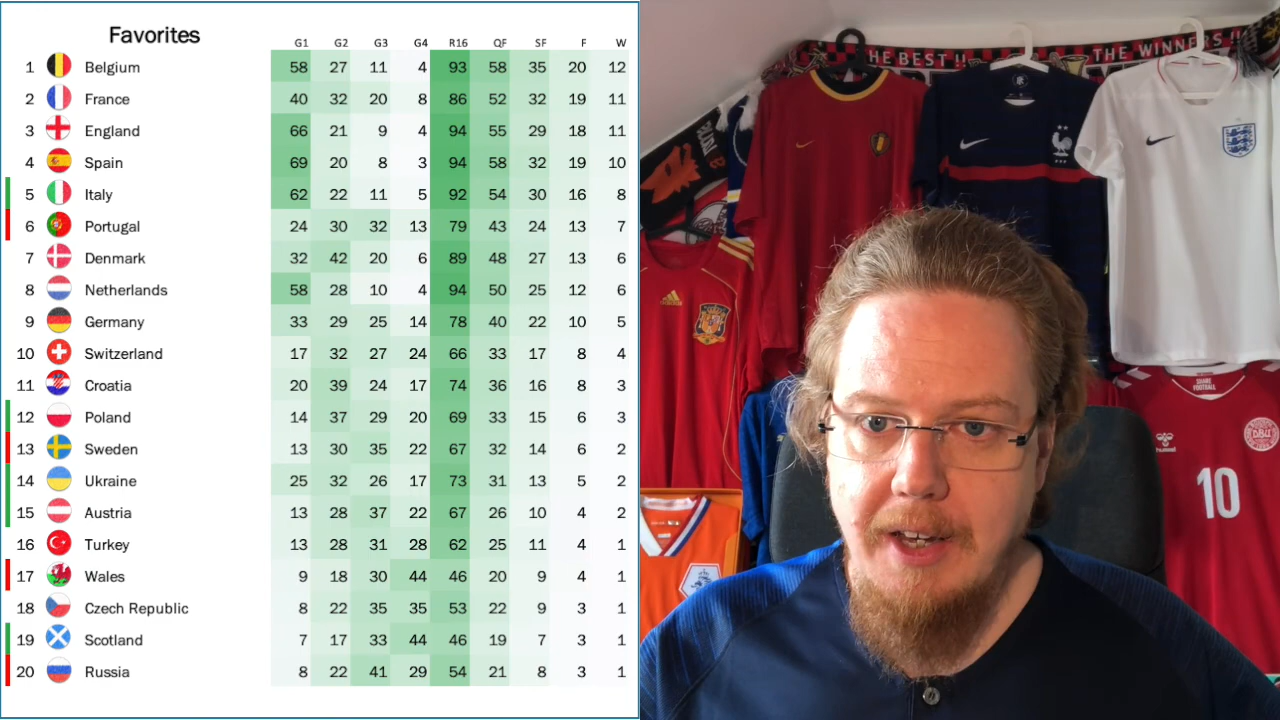 Favorites
G1 G2 G3 G4 R16 QF SF F W
1 Belgium 58 27 11 4 93 58 35 20 12
2 France 40 32 20 8 86 52 32 19 11
3 England 66 21 9 4 94 55 29 18 11
4 Spain 69 20 8 3 94 58 32 19 10
5 Italy 62 22 11 5 92 54 30 16 8
6 Portugal 24 30 32 13 79 43 24 13 7
7 Denmark 32 42 20 6 89 48 27 13 6
8 Netherlands 58 28 10 4 94 50 25 12 6
9 Germany 33 29 25 14 78 40 22 10 5
10 Switzerland 17 32 27 24 66 33 17 8 4
11 Croatia 20 39 24 17 74 36 16 8 3
12 Poland 14 37 29 20 69 33 15 6 3
13 Sweden 13 30 35 22 67 32 14 6 2
14 Ukraine 25 32 26 17 73 31 13 5 2
15 Austria 13 28 37 22 67 26 10 4 2
16 Turkey 13 28 31 28 62 25 11 4 1
17 Wales 9 18 30 44 46 20 9 4 1
18 Czech Republic 8 22 35 35 53 22 9 3 1
19 Scotland 7 17 33 44 46 19 7 3 1
20 Russia 8 22 41 29 54 21 8 3 1
THE BEST !! THE WINNERS !!
adidas
SHARE
FOOTBALL
hummel
DBU
10